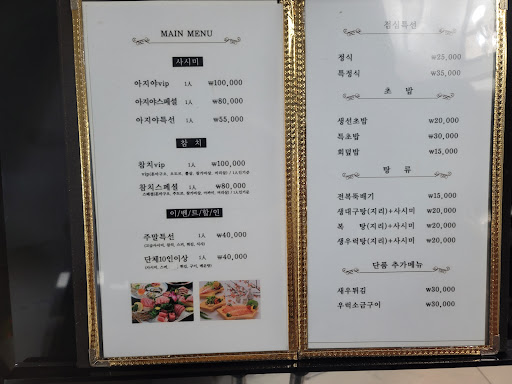 MAIN MENU
사시미
아지야vip 1人 ₩100,000
아지야스페셜 1人 ₩80,000
아지야특선 1人 ₩55,000
참 치
참치vip 1人 ₩100,000
참치스페셜 1人 ₩80,000
이/벤/트/할/인
주말특선 1人 ₩40,000
단체10인이상 1人 ₩40,000
점심특선
정식 ₩25,000
특정식 ₩35,000
초 밥
생선초밥 ₩20,000
특초밥 ₩30,000
회덮밥 ₩15,000
탕 류
전복뚝배기 ₩15,000
생대구탕(지리)+사시미 ₩20,000
복 탕(지리)+사시미 ₩20,000
생우럭탕(지리)+사시미 ₩20,000
단품 추가메뉴
새우튀김 ₩30,000
우럭소금구이 ₩30,000